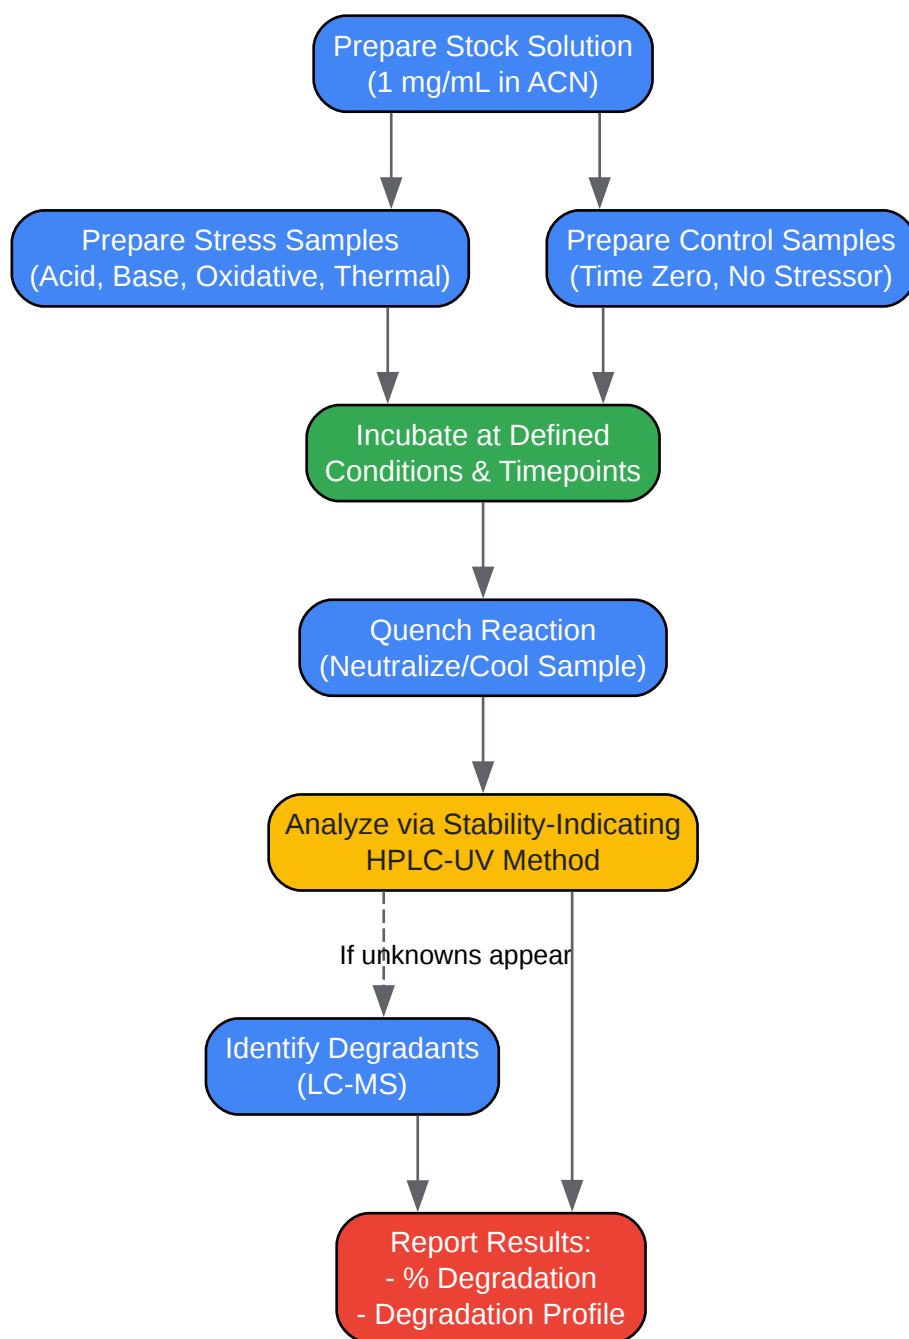 Prepare Stock Solution
(1 mg/mL in ACN)
Prepare Stress Samples
(Acid, Base, Oxidative, Thermal)
Prepare Control Samples
(Time Zero, No Stressor)
Incubate at Defined
Conditions & Timepoints
Quench Reaction
(Neutralize/Cool Sample)
Analyze via Stability-Indicating
HPLC-UV Method
If unknowns appear
Identify Degradants
(LC-MS)
Report Results:
- % Degradation
- Degradation Profile